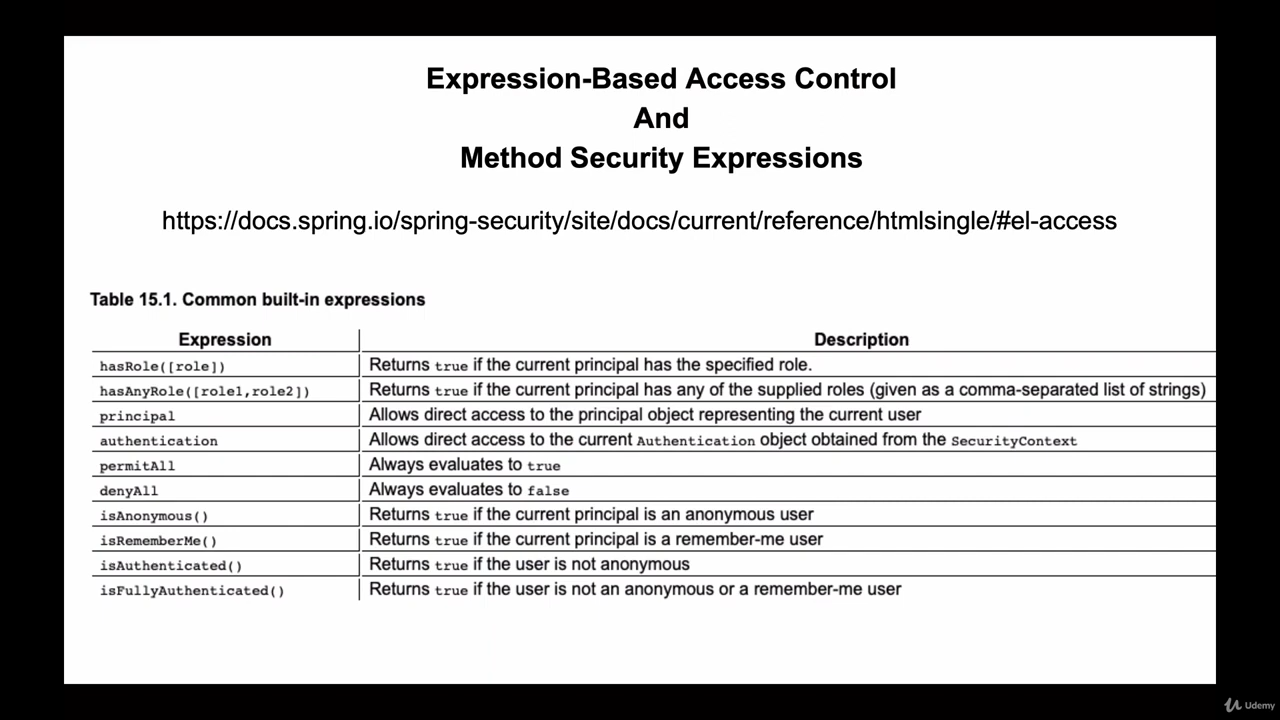 Expression-Based Access Control
And
Method Security Expressions
https://docs.spring.io/spring-security/site/docs/current/reference/htmlsingle/#el-access
Table 15.1. Common built-in expressions
Expression Description
hasRole([role]) Returns true if the current principal has the specified role.
hasAnyRole([role1,role2]) Returns true if the current principal has any of the supplied roles (given as a comma-separated list of strings)
principal Allows direct access to the principal object representing the current user
authentication Allows direct access to the current Authentication object obtained from the SecurityContext
permitAll Always evaluates to true
denyAll Always evaluates to false
isAnonymous() Returns true if the current principal is an anonymous user
isRememberMe() Returns true if the current principal is a remember-me user
isAuthenticated() Returns true if the user is not anonymous
isFullyAuthenticated() Returns true if the user is not an anonymous or a remember-me user
Udemy